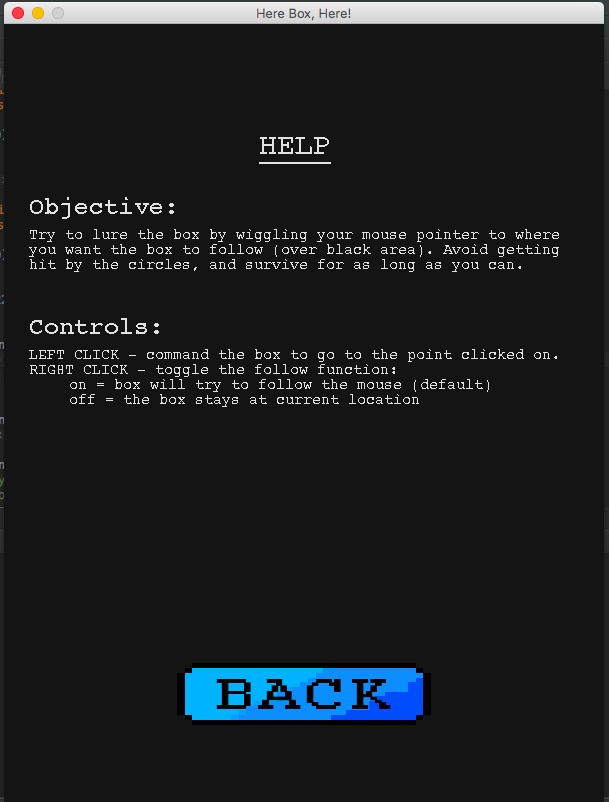 Here Box, Here!
HELP
Objective:
Try to lure the box by wiggling your mouse pointer to where
you want the box to follow (over black area). Avoid getting
hit by the circles, and survive for as long as you can.
Controls:
LEFT CLICK - command the box to go to the point clicked on.
RIGHT CLICK - toggle the follow function:
on = box will try to follow the mouse (default)
off = the box stays at current location
BACK